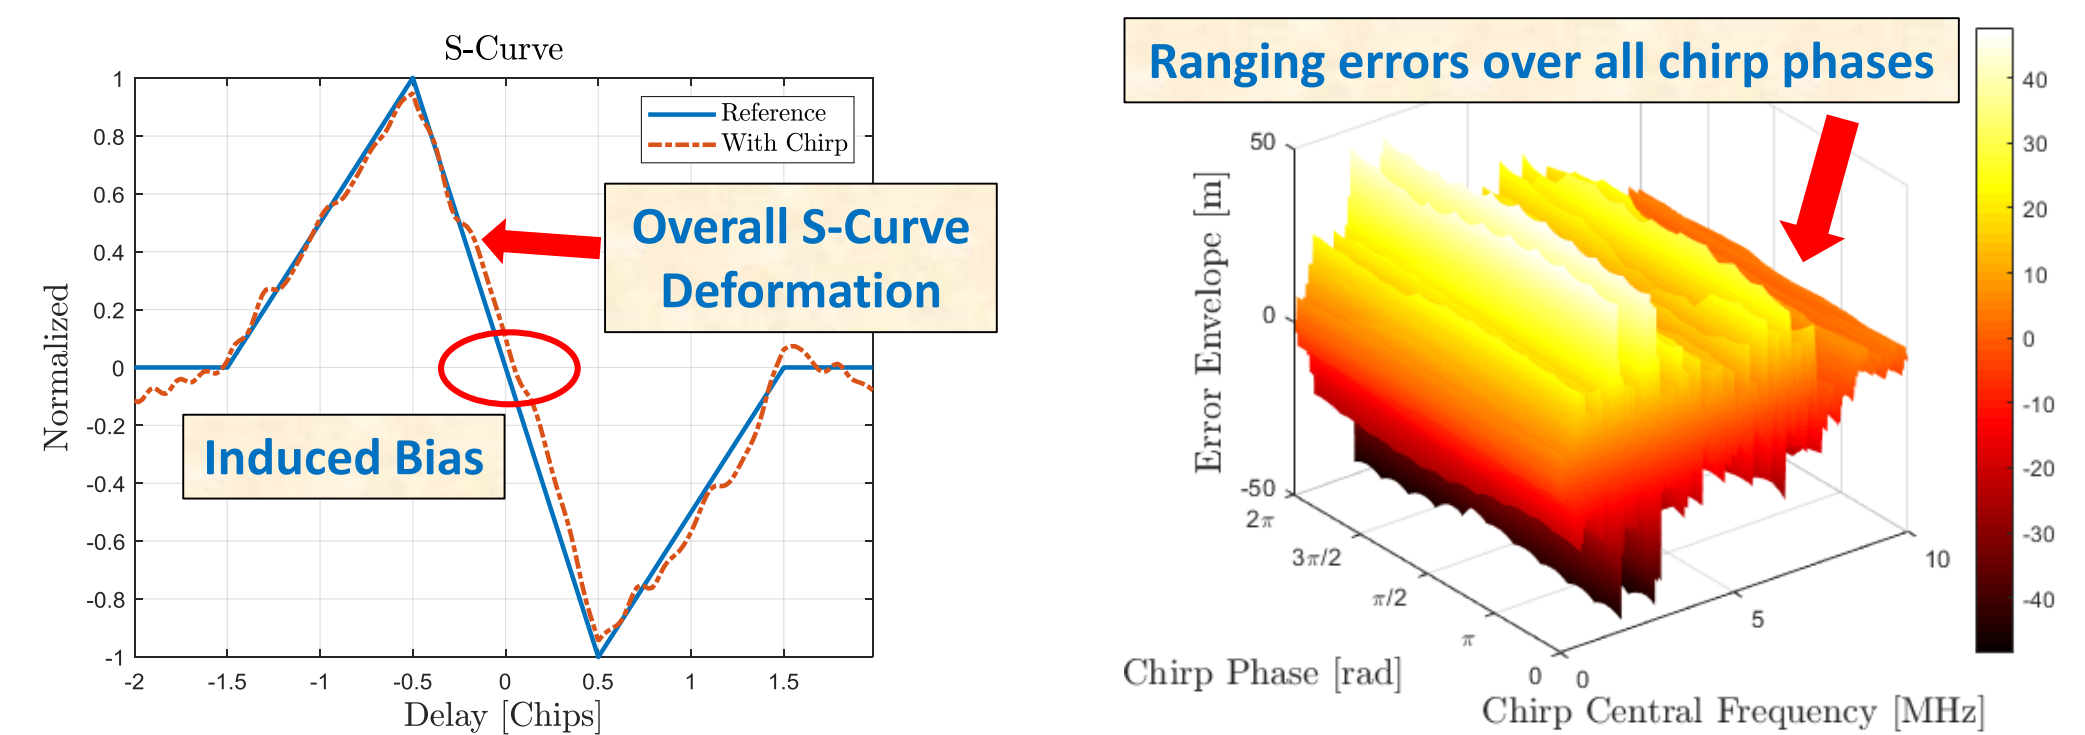 S-Curve
1
0.8
0.6
0.4
0.2
0
-0.2
-0.4
-0.6
-0.8
-1
-2
-1.5
-1
-0.5
0
0.5
1
1.5
Normalized
Delay [Chips]
Reference
With Chirp
Overall S-Curve
Deformation
Induced Bias
Ranging errors over all chirp phases
50
0
-50
Error Envelope [m]
2π
3π/2
π/2
π
0
Chirp Phase [rad]
0
5
10
Chirp Central Frequency [MHz]
40
30
20
10
0
-10
-20
-30
-40